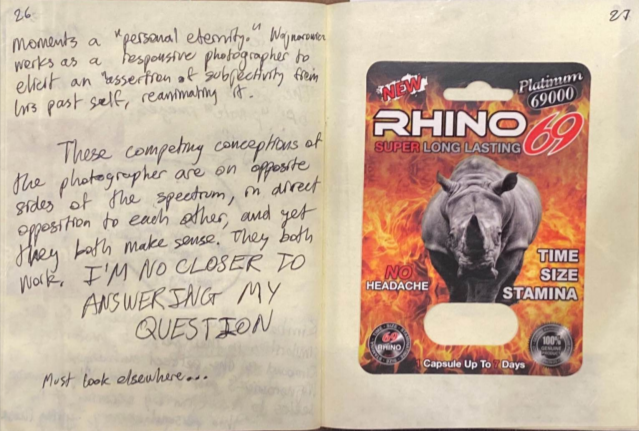 26
moments a "personal eternity." Wojnarowicz
works as a responsive photographer to
elicit an assertion of subjectivity from
his past self, reanimating it.
These competing conceptions of
the photographer are on opposite
sides of the spectrum, in direct
opposition to each other, and yet
they both make sense. They both
work. I'M NO CLOSER TO
ANSWERING MY
QUESTION
Must look elsewhere...
27
NEW
Platinum
69000
RHINO 69
SUPER LONG LASTING
NO
HEADACHE
TIME
SIZE
STAMINA
69
RHINO
100%
1 Capsule Up To 7 Days